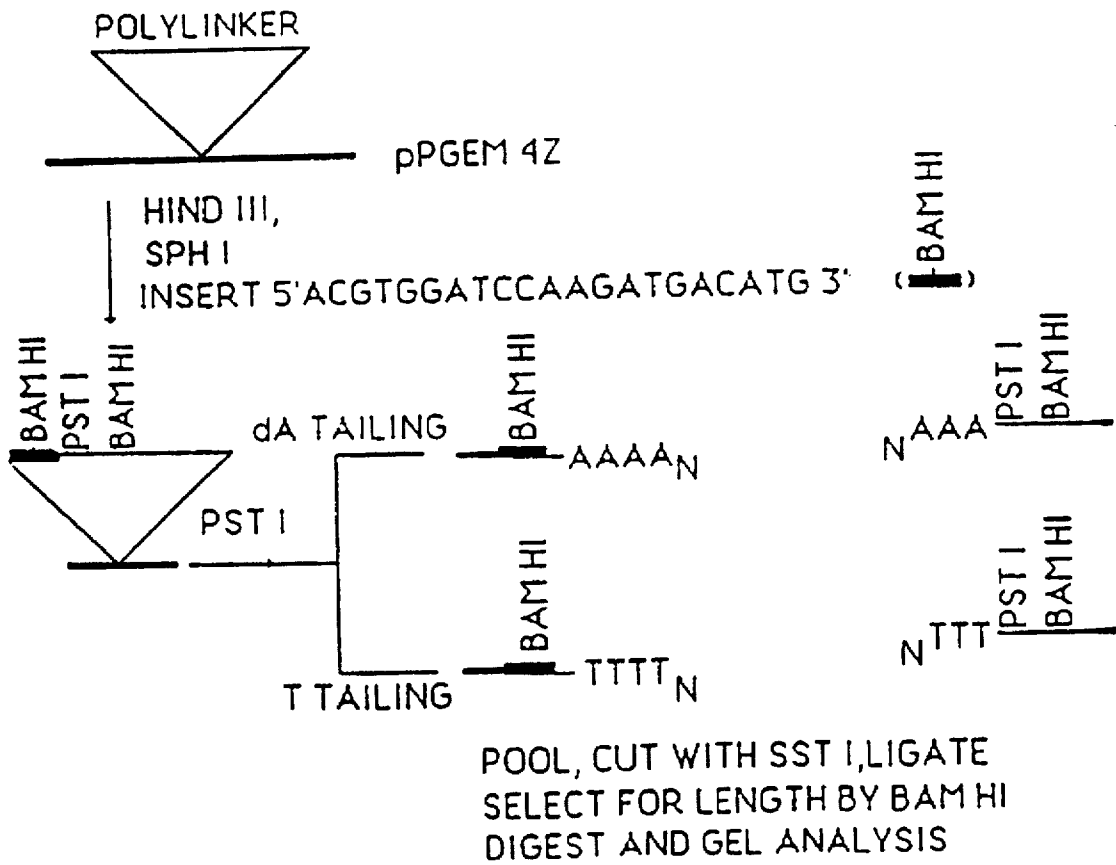 POLYLINKER
pPGEM 4Z
HIND III,
SPH I
INSERT 5'ACGTGGATCCAAGATGACATG 3'
BAM HI
( )
BAM HI
PST I
BAM HI
dA TAILING
BAM HI
AAAAN
NAAA
PST I
BAM HI
PST I
T TAILING
BAM HI
TTTTN
NTTT
PST I
BAM HI
POOL, CUT WITH SST I,LIGATE
SELECT FOR LENGTH BY BAM HI
DIGEST AND GEL ANALYSIS